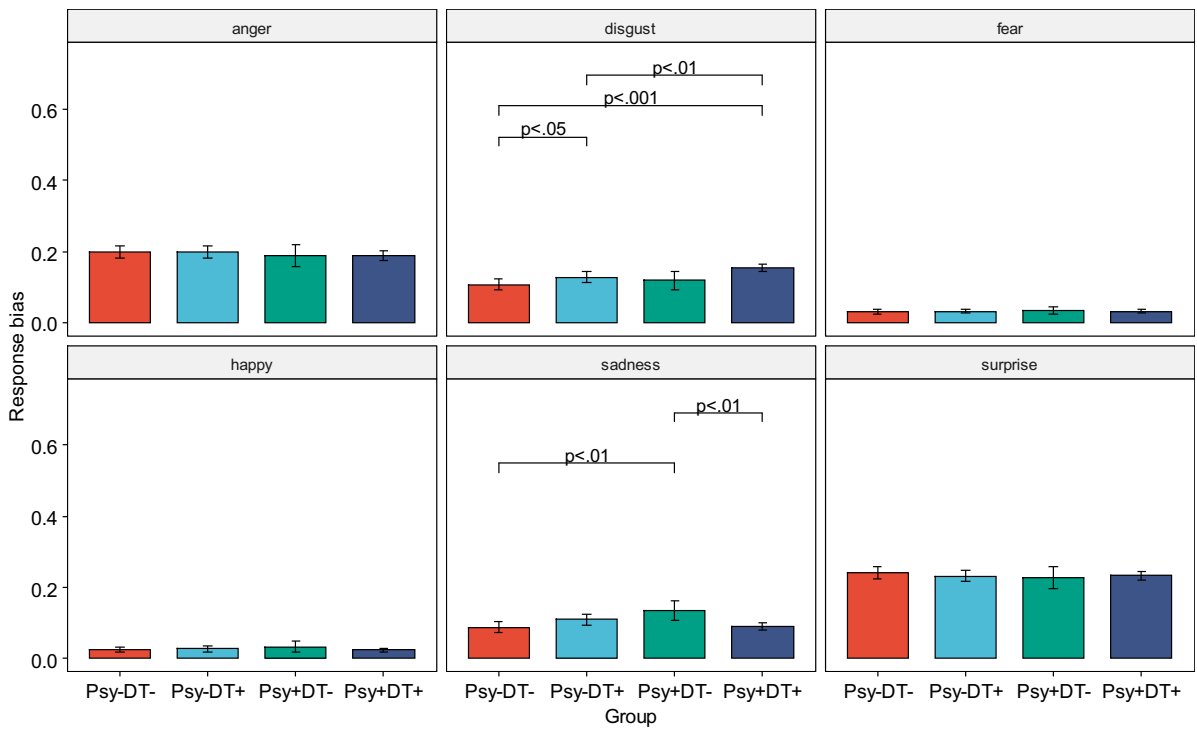 anger
disgust
fear
p<.01
p<.001
p<.05
0.6
0.4
0.2
0.0
Response bias
happy
sadness
surprise
p<.01
p<.01
0.6
0.4
0.2
0.0
Psy-DT- Psy-DT+ Psy+DT- Psy+DT+
Psy-DT- Psy-DT+ Psy+DT- Psy+DT+
Psy-DT- Psy-DT+ Psy+DT- Psy+DT+
Group